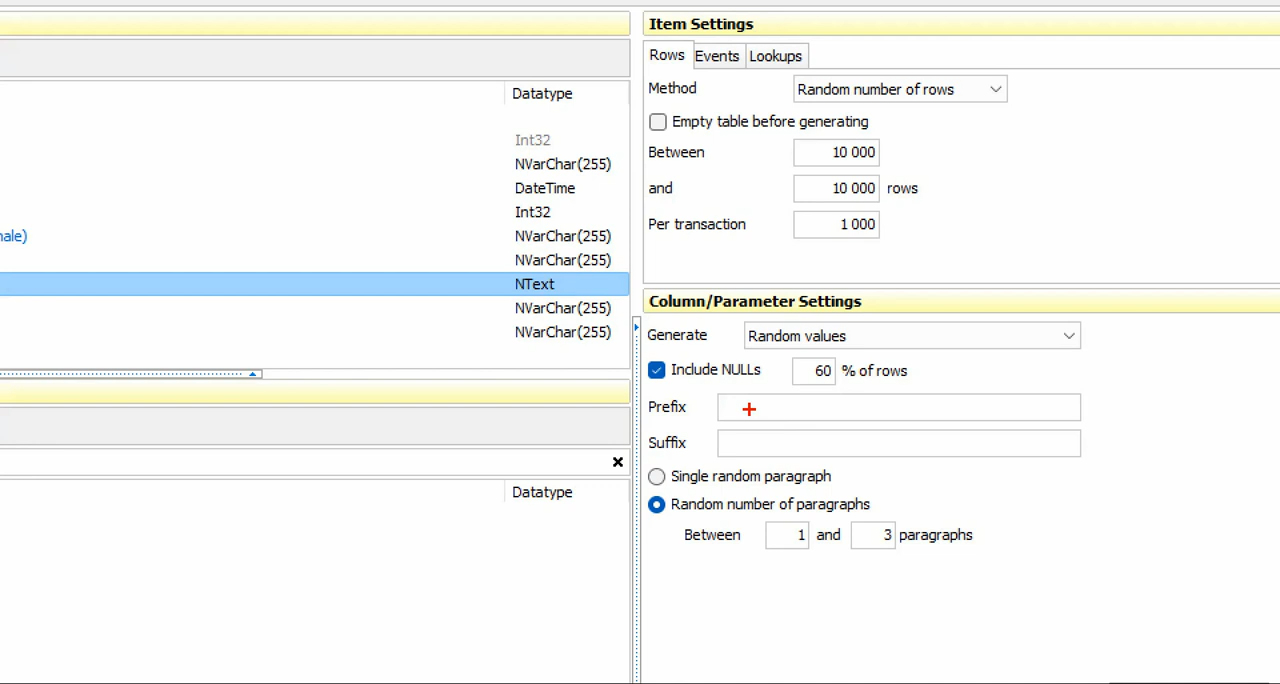 Item Settings
Rows Events Lookups
Datatype
Method Random number of rows
Empty table before generating
Int32
Between 10 000
NVarChar(255)
DateTime
and 10 000 rows
Int32
Per transaction 1 000
nale)
NVarChar(255)
NVarChar(255)
NText
NVarChar(255)
NVarChar(255)
Column/Parameter Settings
Generate Random values
Include NULLs 60 % of rows
Prefix
Suffix
Single random paragraph
Datatype
Random number of paragraphs
Between 1 and 3 paragraphs